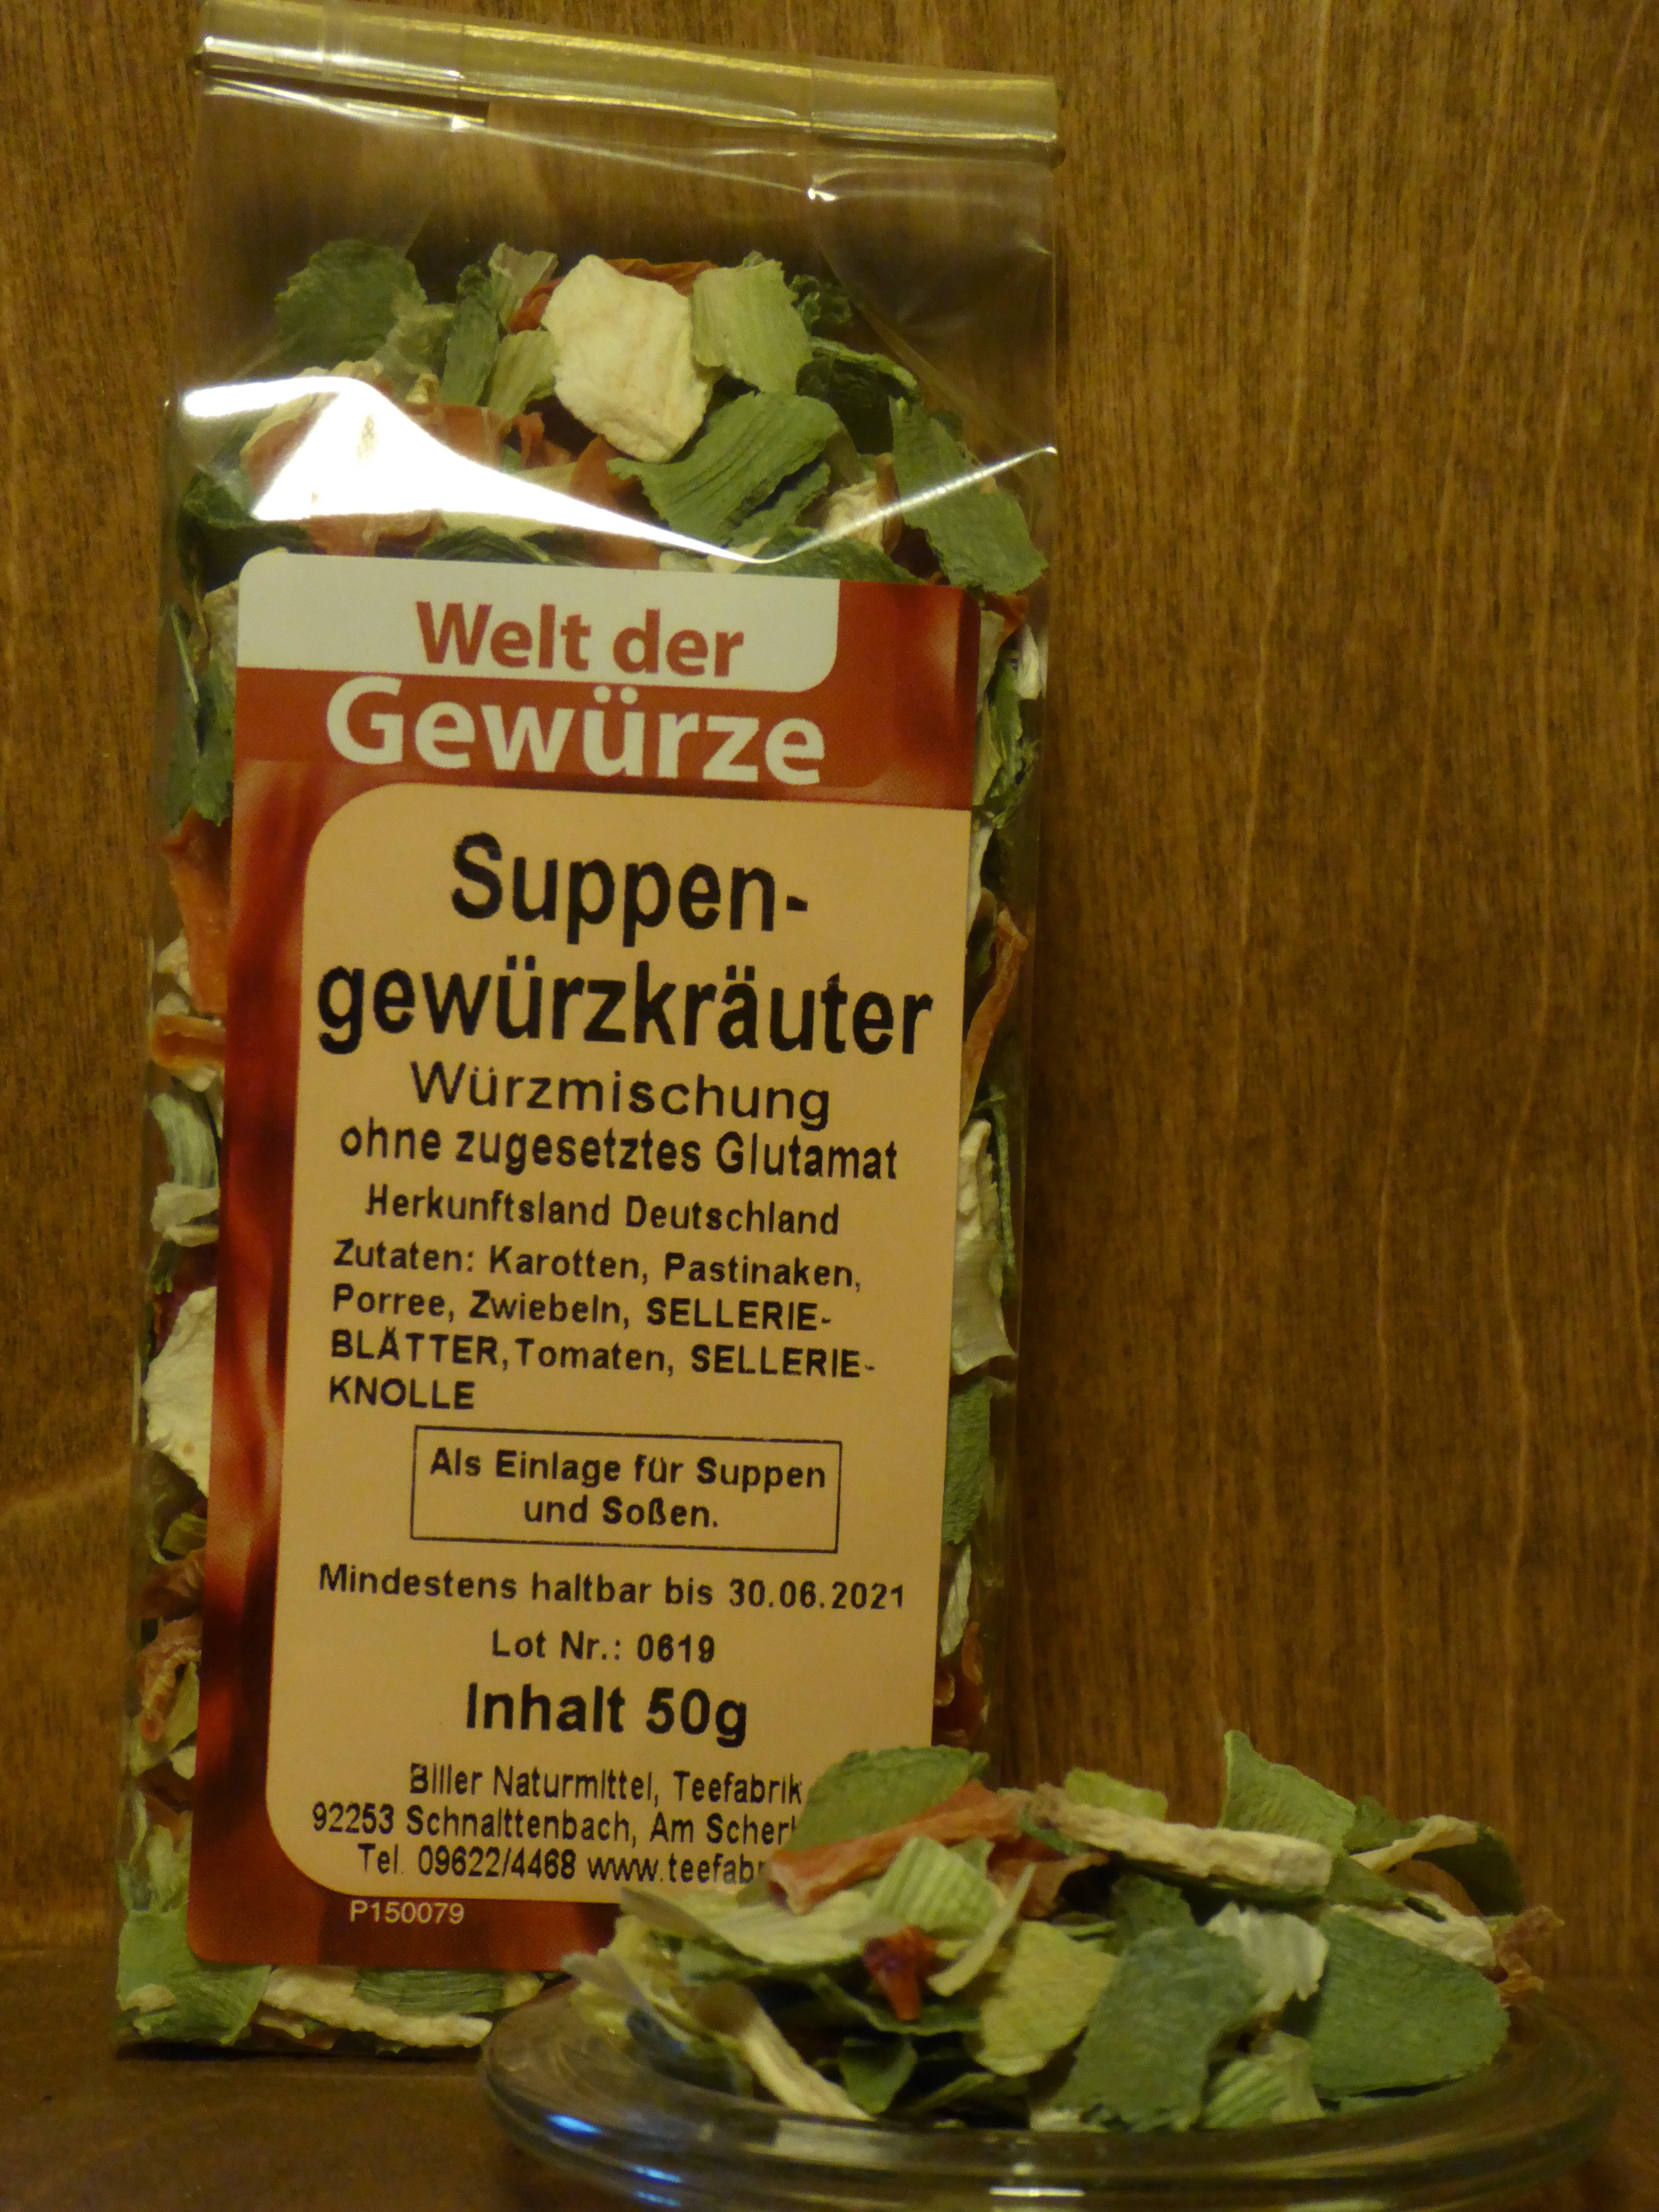 Welt der
Gewürze
Suppen-
gewürzkräuter
Würzmischung
ohne zugesetztes Glutamat
Herkunftsland Deutschland
Zutaten: Karotten, Pastinaken,
Porree, Zwiebeln, SELLERIE-
BLÄTTER, Tomaten, SELLERIE-
KNOLLE
Als Einlage für Suppen
und Soßen.
Mindestens haltbar bis 30.06.2021
Lot Nr.: 0619
Inhalt 50g
Biller Naturmittel, Teefabrik
92253 Schnaittenbach, Am
Tel. 09622/4468
P150079